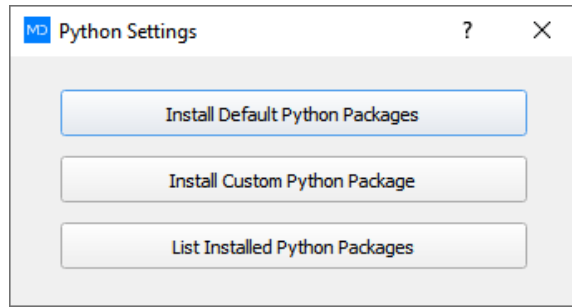 MD Python Settings ?
Install Default Python Packages
Install Custom Python Package
List Installed Python Packages